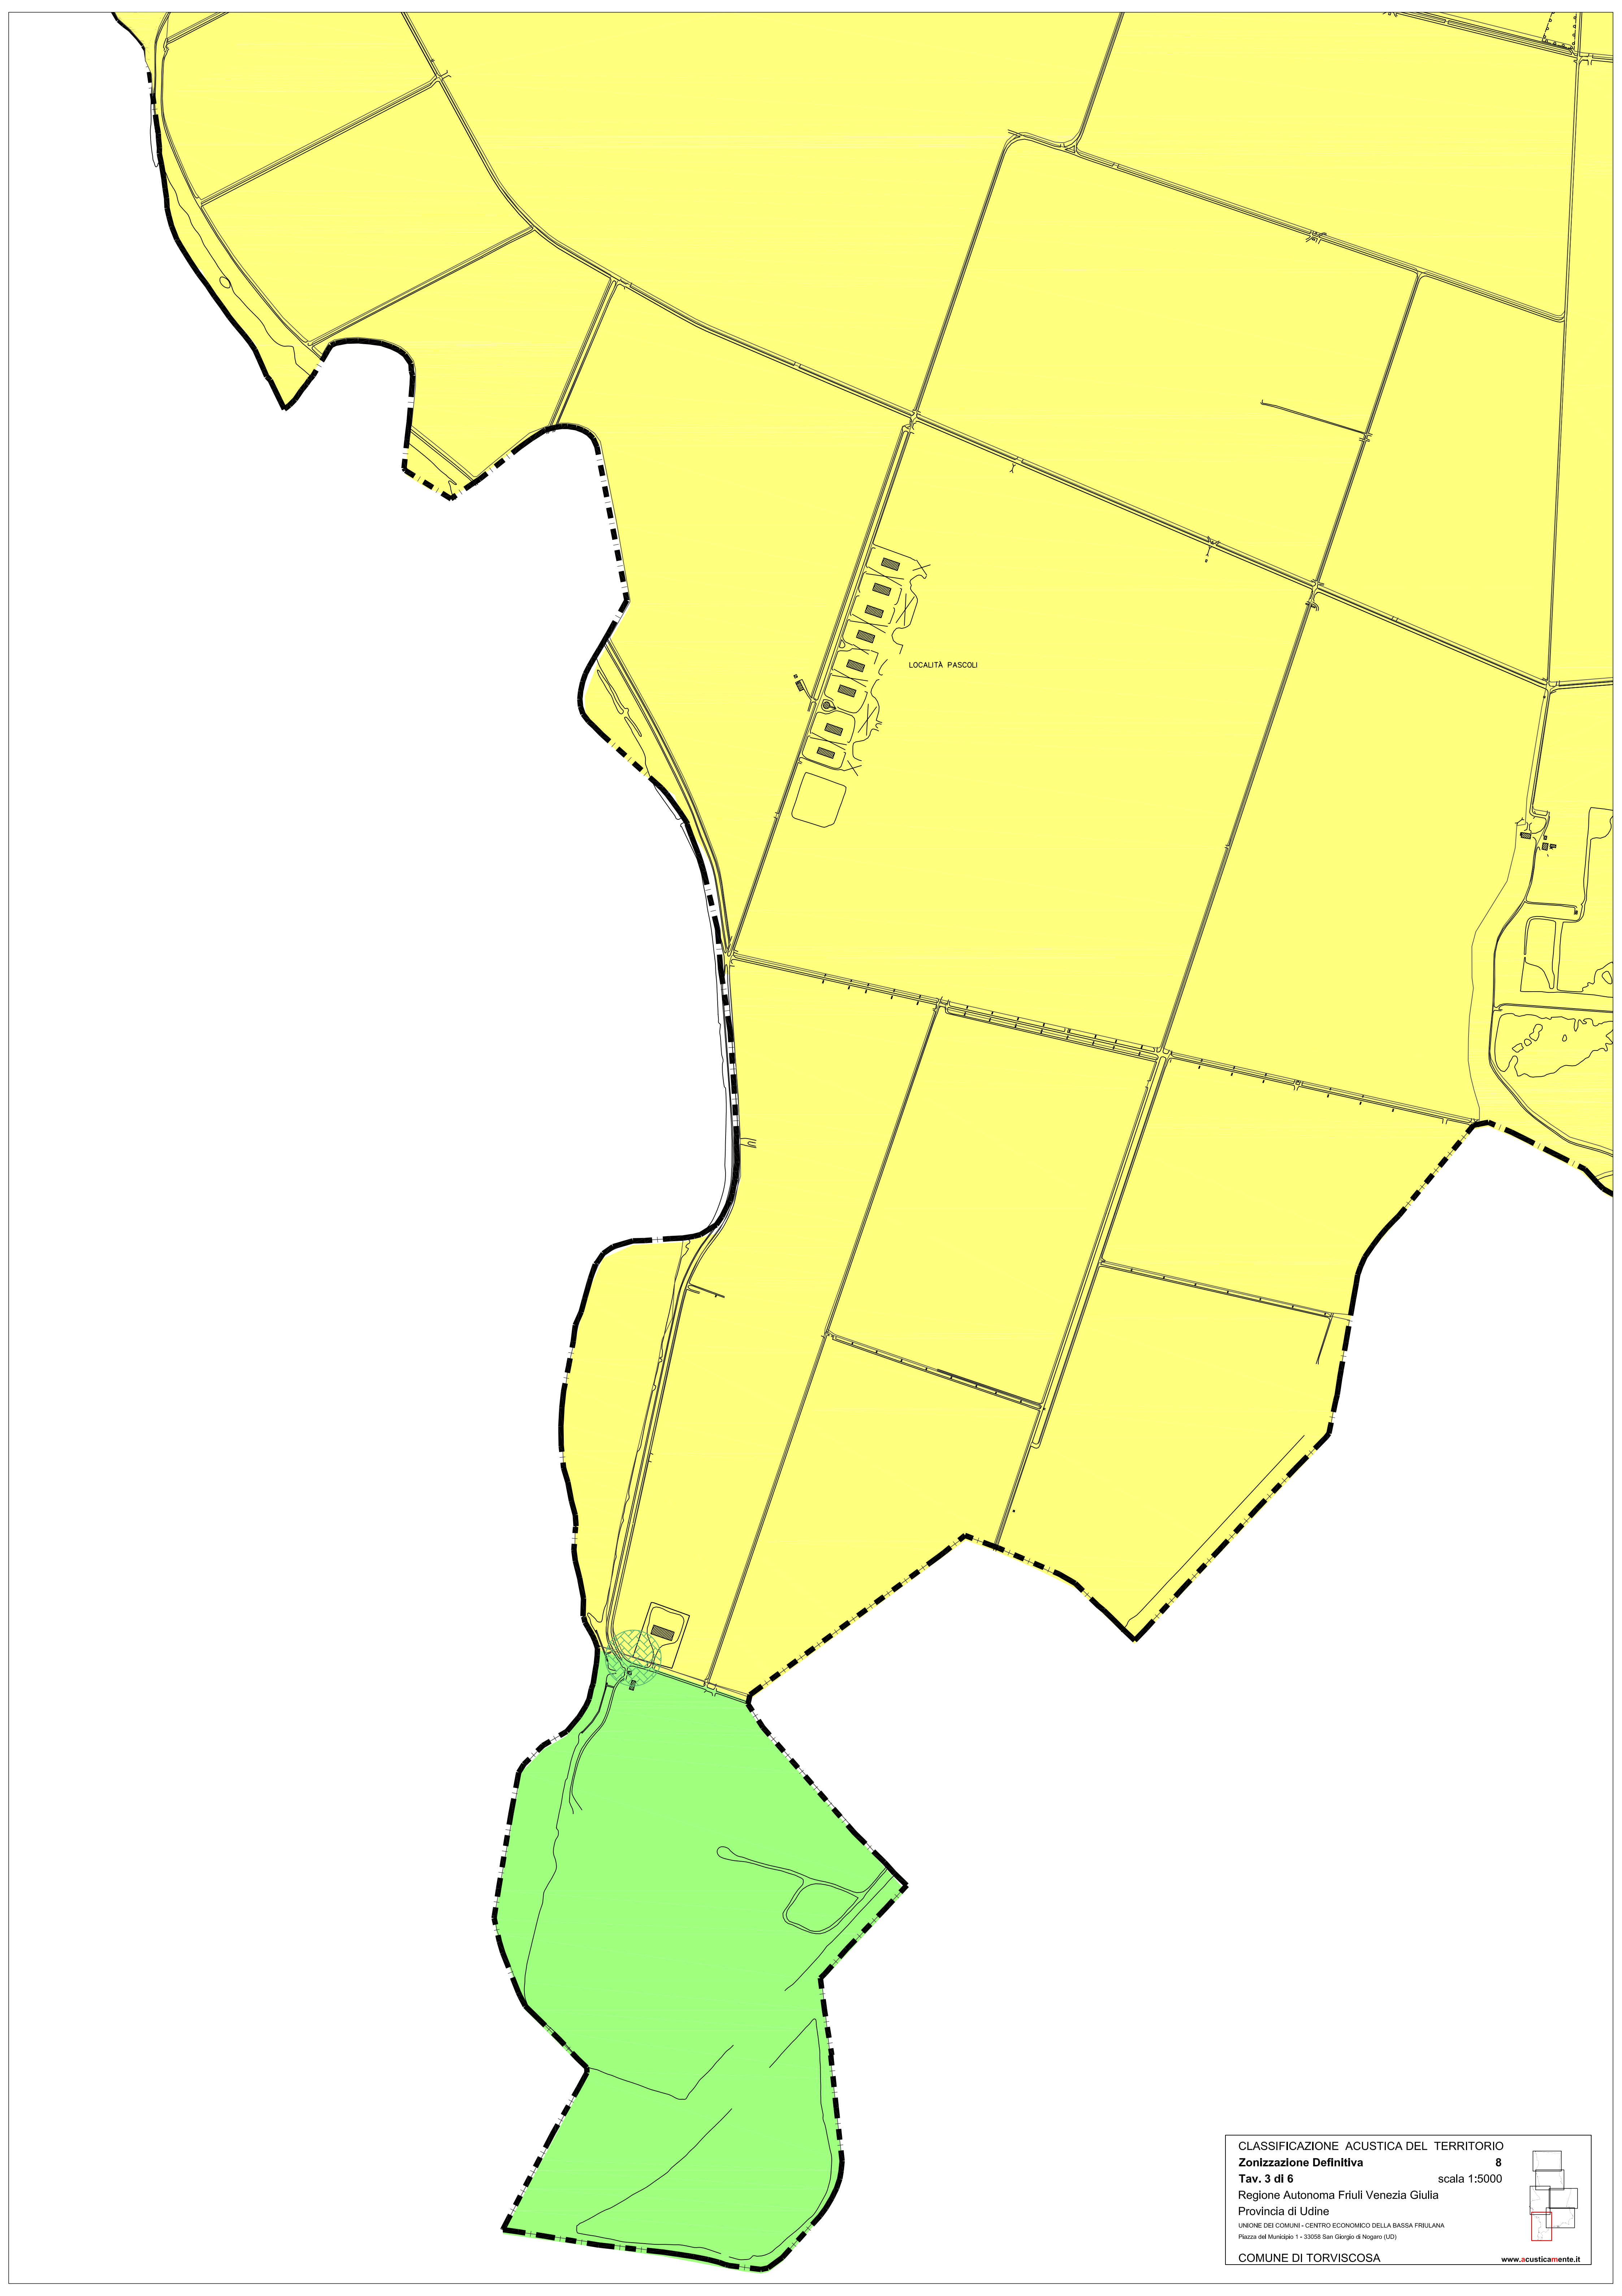 LOCALITÀ PASCOLI
CLASSIFICAZIONE ACUSTICA DEL TERRITORIO
Zonizzazione Definitiva 8
Tav. 3 di 6 scala 1:5000
Regione Autonoma Friuli Venezia Giulia
Provincia di Udine
UNIONE DEI COMUNI - CENTRO ECONOMICO DELLA BASSA FRIULANA
Piazza del Municipio 1 - 33058 San Giorgio di Nogaro (UD)
COMUNE DI TORVISCOSA www.acusticamente.it